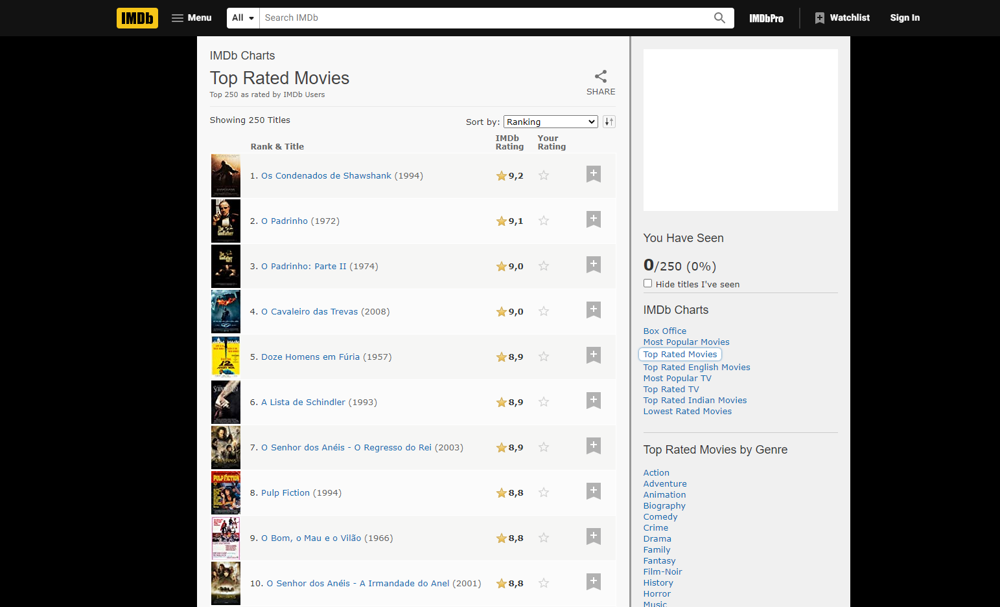 IMDb
Menu
All
Search IMDb
IMDbPro
Watchlist
Sign In
IMDb Charts
Top Rated Movies
Top 250 as rated by IMDb Users
SHARE
Showing 250 Titles
Sort by: Ranking
Rank & Title
IMDb Rating
Your Rating
1. Os Condenados de Shawshank (1994) 9,2
2. O Padrinho (1972) 9,1
The Godfather
3. O Padrinho: Parte II (1974) 9,0
4. O Cavaleiro das Trevas (2008) 9,0
5. Doze Homens em Fúria (1957) 8,9
12
6. A Lista de Schindler (1993) 8,9
7. O Senhor dos Anéis - O Regresso do Rei (2003) 8,9
8. Pulp Fiction (1994) 8,8
PULP FICTION
9. O Bom, o Mau e o Vilão (1966) 8,8
10. O Senhor dos Anéis - A Irmandade do Anel (2001) 8,8
You Have Seen
0/250 (0%)
Hide titles I've seen
IMDb Charts
Box Office
Most Popular Movies
Top Rated Movies
Top Rated English Movies
Most Popular TV
Top Rated TV
Top Rated Indian Movies
Lowest Rated Movies
Top Rated Movies by Genre
Action
Adventure
Animation
Biography
Comedy
Crime
Drama
Family
Fantasy
Film-Noir
History
Horror
Music